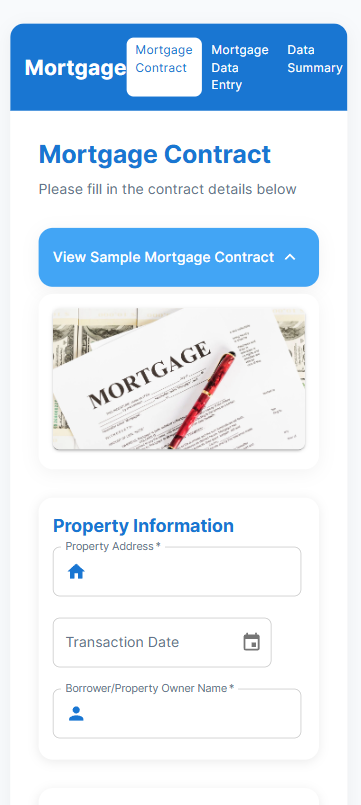 Mortgage
Mortgage
Contract
Mortgage
Data
Entry
Data
Summary
Mortgage Contract
Please fill in the contract details below
View Sample Mortgage Contract
MORTGAGE
Property Information
Property Address *
Transaction Date
Borrower/Property Owner Name *